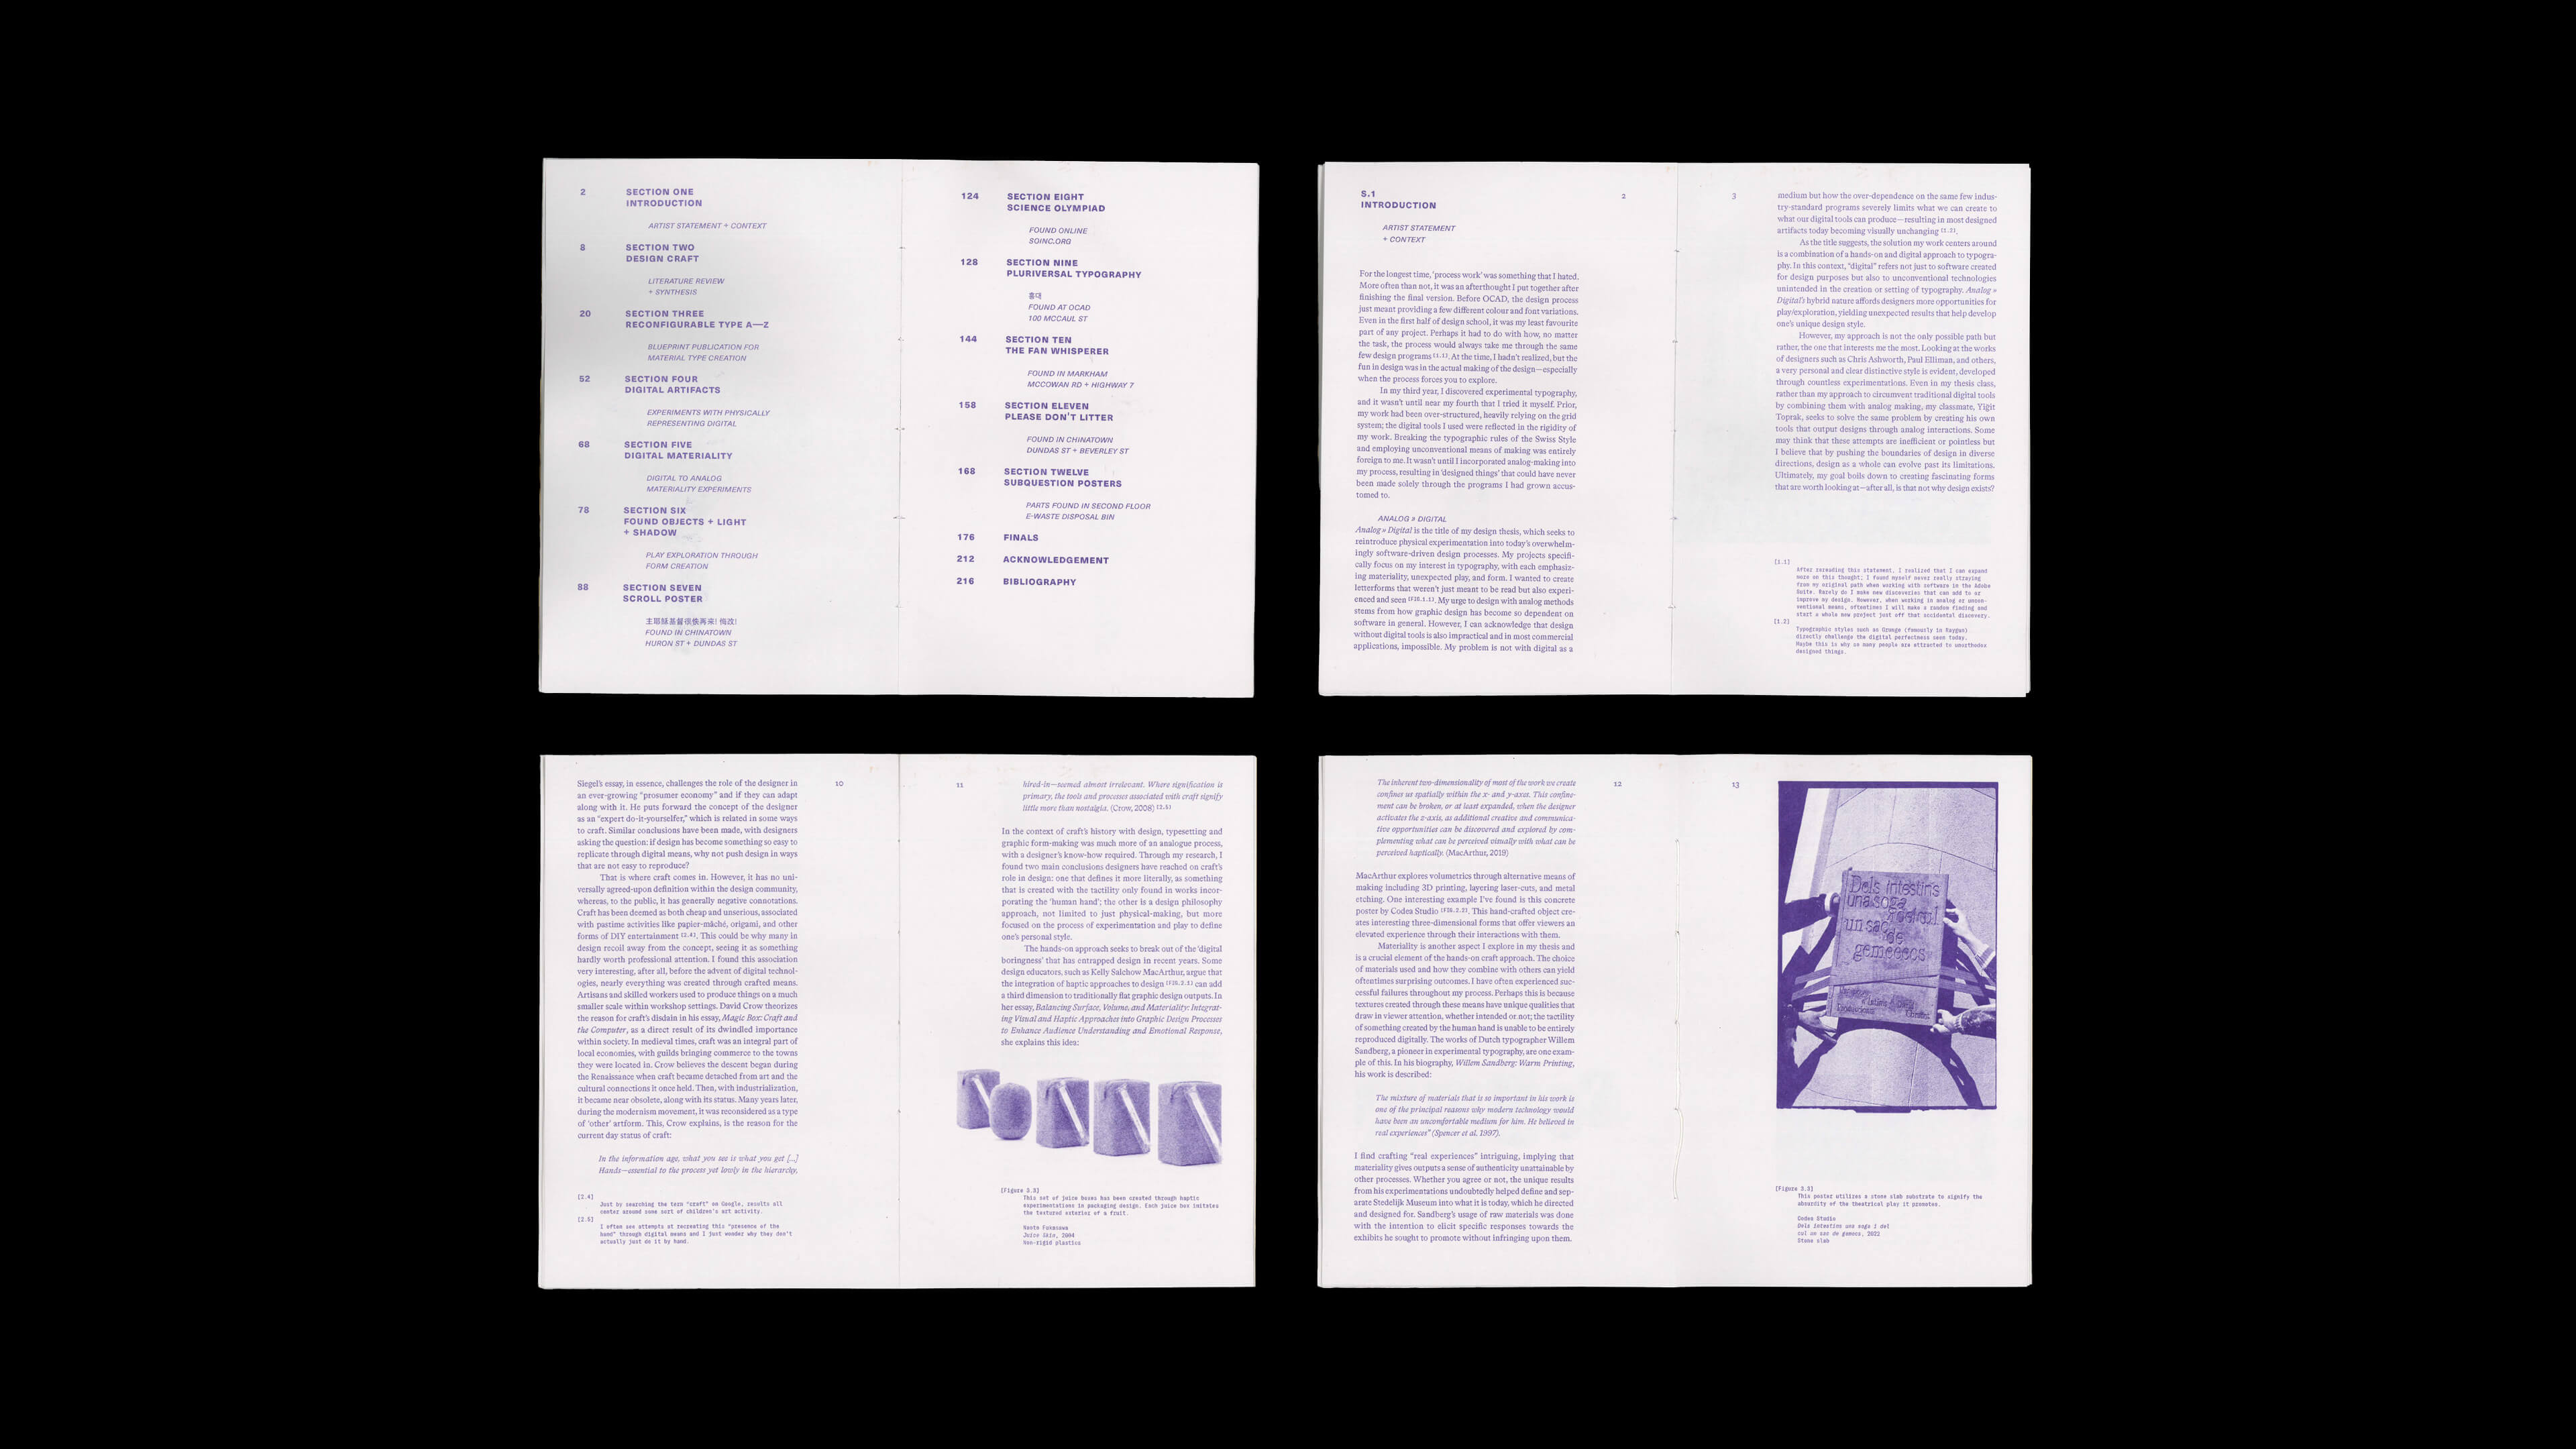 2
SECTION ONE
INTRODUCTION
ARTIST STATEMENT + CONTEXT
8
SECTION TWO
DESIGN CRAFT
LITERATURE REVIEW
+ SYNTHESIS
20
SECTION THREE
RECONFIGURABLE TYPE A—Z
BLUEPRINT PUBLICATION FOR
MATERIAL TYPE CREATION
52
SECTION FOUR
DIGITAL ARTIFACTS
EXPERIMENTS WITH PHYSICALLY
REPRESENTING DIGITAL
68
SECTION FIVE
DIGITAL MATERIALITY
DIGITAL TO ANALOG
MATERIALITY EXPERIMENTS
78
SECTION SIX
FOUND OBJECTS + LIGHT
+ SHADOW
PLAY EXPLORATION THROUGH
FORM CREATION
88
SECTION SEVEN
SCROLL POSTER
主耶穌基督很快再來! 悔改!
FOUND IN CHINATOWN
HURON ST + DUNDAS ST
124
SECTION EIGHT
SCIENCE OLYMPIAD
FOUND ONLINE
SOINC.ORG
128
SECTION NINE
PLURIVERSAL TYPOGRAPHY
홍대
FOUND AT OCAD
100 MCCAUL ST
144
SECTION TEN
THE FAN WHISPERER
FOUND IN MARKHAM
MCCOWAN RD + HIGHWAY 7
158
SECTION ELEVEN
PLEASE DON'T LITTER
FOUND IN CHINATOWN
DUNDAS ST + BEVERLEY ST
168
SECTION TWELVE
SUBQUESTION POSTERS
PARTS FOUND IN SECOND FLOOR
E-WASTE DISPOSAL BIN
176
FINALS
212
ACKNOWLEDGEMENT
216
BIBLIOGRAPHY
S.1
INTRODUCTION
2
ARTIST STATEMENT
+ CONTEXT
For the longest time, 'process work' was something that I hated.
More often than not, it was an afterthought I put together after
finishing the final version. Before OCAD, the design process
just meant providing a few different colour and font variations.
Even in the first half of design school, it was my least favourite
part of any project. Perhaps it had to do with how, no matter
the task, the process would always take me through the same
few design programs [1.1]. At the time, I hadn't realized, but the
fun in design was in the actual making of the design—especially
when the process forces you to explore.
In my third year, I discovered experimental typography,
and it wasn't until near my fourth that I tried it myself. Prior,
my work had been over-structured, heavily relying on the grid
system; the digital tools I used were reflected in the rigidity of
my work. Breaking the typographic rules of the Swiss Style
and employing unconventional means of making was entirely
foreign to me. It wasn't until I incorporated analog-making into
my process, resulting in 'designed things' that could have never
been made solely through the programs I had grown accus-
tomed to.
ANALOG » DIGITAL
Analog » Digital is the title of my design thesis, which seeks to
reintroduce physical experimentation into today's overwhelm-
ingly software-driven design processes. My projects specifi-
cally focus on my interest in typography, with each emphasiz-
ing materiality, unexpected play, and form. I wanted to create
letterforms that weren't just meant to be read but also experi-
enced and seen [FIG.1.1]. My urge to design with analog methods
stems from how graphic design has become so dependent on
software in general. However, I can acknowledge that design
without digital tools is also impractical and in most commercial
applications, impossible. My problem is not with digital as a
3
medium but how the over-dependence on the same few indus-
try-standard programs severely limits what we can create to
what our digital tools can produce—resulting in most designed
artifacts today becoming visually unchanging [1.2].
As the title suggests, the solution my work centers around
is a combination of a hands-on and digital approach to typogra-
phy. In this context, "digital" refers not just to software created
for design purposes but also to unconventional technologies
unintended in the creation or setting of typography. Analog »
Digital's hybrid nature affords designers more opportunities for
play/exploration, yielding unexpected results that help develop
one's unique design style.
However, my approach is not the only possible path but
rather, the one that interests me the most. Looking at the works
of designers such as Chris Ashworth, Paul Elliman, and others,
a very personal and clear distinctive style is evident, developed
through countless experimentations. Even in my thesis class,
rather than my approach to circumvent traditional digital tools
by combining them with analog making, my classmate, Yiğit
Toprak, seeks to solve the same problem by creating his own
tools that output designs through analog interactions. Some
may think that these attempts are inefficient or pointless but
I believe that by pushing the boundaries of design in diverse
directions, design as a whole can evolve past its limitations.
Ultimately, my goal boils down to creating fascinating forms
that are worth looking at—after all, is that not why design exists?
[1.1]
After rereading this statement, I realized that I can expand
more on this thought; I found myself never really straying
from my original path when working with software in the Adobe
Suite. Rarely do I make new discoveries that can add to or
improve my design. However, when working in analog or uncon-
ventional means, oftentimes I will make a random finding and
start a whole new project just off that accidental discovery.
[1.2]
Typographic styles such as Grunge (famously in Raygun)
directly challenge the digital perfectness seen today.
Maybe this is why so many people are attracted to unorthodox
designed things.
Siegel's essay, in essence, challenges the role of the designer in
an ever-growing "prosumer economy" and if they can adapt
along with it. He puts forward the concept of the designer
as an "expert do-it-yourselfer," which is related in some ways
to craft. Similar conclusions have been made, with designers
asking the question: if design has become something so easy to
replicate through digital means, why not push design in ways
that are not easy to reproduce?
That is where craft comes in. However, it has no uni-
versally agreed-upon definition within the design community,
whereas, to the public, it has generally negative connotations.
Craft has been deemed as both cheap and unserious, associated
with pastime activities like papier-mâché, origami, and other
forms of DIY entertainment [2.4]. This could be why many in
design recoil away from the concept, seeing it as something
hardly worth professional attention. I found this association
very interesting, after all, before the advent of digital technol-
ogies, nearly everything was created through crafted means.
Artisans and skilled workers used to produce things on a much
smaller scale within workshop settings. David Crow theorizes
the reason for craft's disdain in his essay, Magic Box: Craft and
the Computer, as a direct result of its dwindled importance
within society. In medieval times, craft was an integral part of
local economies, with guilds bringing commerce to the towns
they were located in. Crow believes the descent began during
the Renaissance when craft became detached from art and the
cultural connections it once held. Then, with industrialization,
it became near obsolete, along with its status. Many years later,
during the modernism movement, it was reconsidered as a type
of 'other' artform. This, Crow explains, is the reason for the
current day status of craft:
In the information age, what you see is what you get [...]
Hands—essential to the process yet lowly in the hierarchy,
[2.4]
Just by searching the term "craft" on Google, results all
center around some sort of children's art activity.
[2.5]
I often see attempts at recreating this "presence of the
hand" through digital means and I just wonder why they don't
actually just do it by hand.
10
11
hired-in—seemed almost irrelevant. Where signification is
primary, the tools and processes associated with craft signify
little more than nostalgia. (Crow, 2008) [2.5]
In the context of craft's history with design, typesetting and
graphic form-making was much more of an analogue process,
with a designer's know-how required. Through my research, I
found two main conclusions designers have reached on craft's
role in design: one that defines it more literally, as something
that is created with the tactility only found in works incor-
porating the 'human hand'; the other is a design philosophy
approach, not limited to just physical-making, but more
focused on the process of experimentation and play to define
one's personal style.
The hands-on approach seeks to break out of the 'digital
boringness' that has entrapped design in recent years. Some
design educators, such as Kelly Salchow MacArthur, argue that
the integration of haptic approaches to design [FIG.2.1] can add
a third dimension to traditionally flat graphic design outputs. In
her essay, Balancing Surface, Volume, and Materiality: Integrat-
ing Visual and Haptic Approaches into Graphic Design Processes
to Enhance Audience Understanding and Emotional Response,
she explains this idea:
[Figure 3.5]
This set of juice boxes has been created through haptic
experimentations in packaging design. Each juice box imitates
the textured exterior of a fruit.
Naoto Fukasawa
Juice Skin, 2004
Non-rigid plastics
The inherent two-dimensionality of most of the work we create
confines us spatially within the x- and y-axes. This confine-
ment can be broken, or at least expanded, when the designer
activates the z-axis, as additional creative and communica-
tive opportunities can be discovered and explored by com-
plementing what can be perceived visually with what can be
perceived haptically. (MacArthur, 2019)
MacArthur explores volumetrics through alternative means of
making including 3D printing, layering laser-cuts, and metal
etching. One interesting example I've found is this concrete
poster by Codea Studio [FIG.2.2]. This hand-crafted object cre-
ates interesting three-dimensional forms that offer viewers an
elevated experience through their interactions with them.
Materiality is another aspect I explore in my thesis and
is a crucial element of the hands-on craft approach. The choice
of materials used and how they combine with others can yield
oftentimes surprising outcomes. I have often experienced suc-
cessful failures throughout my process. Perhaps this is because
textures created through these means have unique qualities that
draw in viewer attention, whether intended or not; the tactility
of something created by the human hand is unable to be entirely
reproduced digitally. The works of Dutch typographer Willem
Sandberg, a pioneer in experimental typography, are one exam-
ple of this. In his biography, Willem Sandberg: Warm Printing,
his work is described:
The mixture of materials that is so important in his work is
one of the principal reasons why modern technology would
have been an uncomfortable medium for him. He believed in
real experiences" (Spencer et al. 1997).
I find crafting "real experiences" intriguing, implying that
materiality gives outputs a sense of authenticity unattainable by
other processes. Whether you agree or not, the unique results
from his experimentations undoubtedly helped define and sep-
arate Stedelijk Museum into what it is today, which he directed
and designed for. Sandberg's usage of raw materials was done
with the intention to elicit specific responses towards the
exhibits he sought to promote without infringing upon them.
12
13
Dels intestins
una soga
un sac
de
gemeecs
[Figure 3.5]
This poster utilizes a stone slab substrate to signify the
absurdity of the theatrical play it promotes.
Codea Studio
Dels intestins una soga i del
cul un sac de gemecs, 2022
Stone slab